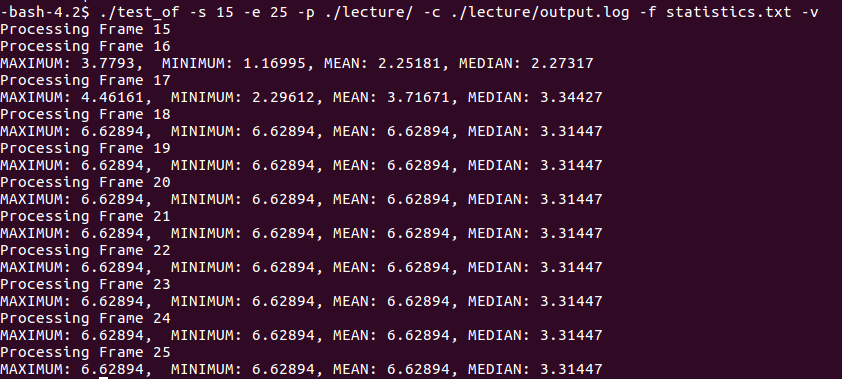 -bash-4.2$ ./test_of -s 15 -e 25 -p ./lecture/ -c ./lecture/output.log -f statistics.txt -v
Processing Frame 15
Processing Frame 16
MAXIMUM: 3.7793,  MINIMUM: 1.16995, MEAN: 2.25181, MEDIAN: 2.27317
Processing Frame 17
MAXIMUM: 4.46161,  MINIMUM: 2.29612, MEAN: 3.71671, MEDIAN: 3.34427
Processing Frame 18
MAXIMUM: 6.62894,  MINIMUM: 6.62894, MEAN: 6.62894, MEDIAN: 3.31447
Processing Frame 19
MAXIMUM: 6.62894,  MINIMUM: 6.62894, MEAN: 6.62894, MEDIAN: 3.31447
Processing Frame 20
MAXIMUM: 6.62894,  MINIMUM: 6.62894, MEAN: 6.62894, MEDIAN: 3.31447
Processing Frame 21
MAXIMUM: 6.62894,  MINIMUM: 6.62894, MEAN: 6.62894, MEDIAN: 3.31447
Processing Frame 22
MAXIMUM: 6.62894,  MINIMUM: 6.62894, MEAN: 6.62894, MEDIAN: 3.31447
Processing Frame 23
MAXIMUM: 6.62894,  MINIMUM: 6.62894, MEAN: 6.62894, MEDIAN: 3.31447
Processing Frame 24
MAXIMUM: 6.62894,  MINIMUM: 6.62894, MEAN: 6.62894, MEDIAN: 3.31447
Processing Frame 25
MAXIMUM: 6.62894,  MINIMUM: 6.62894, MEAN: 6.62894, MEDIAN: 3.31447